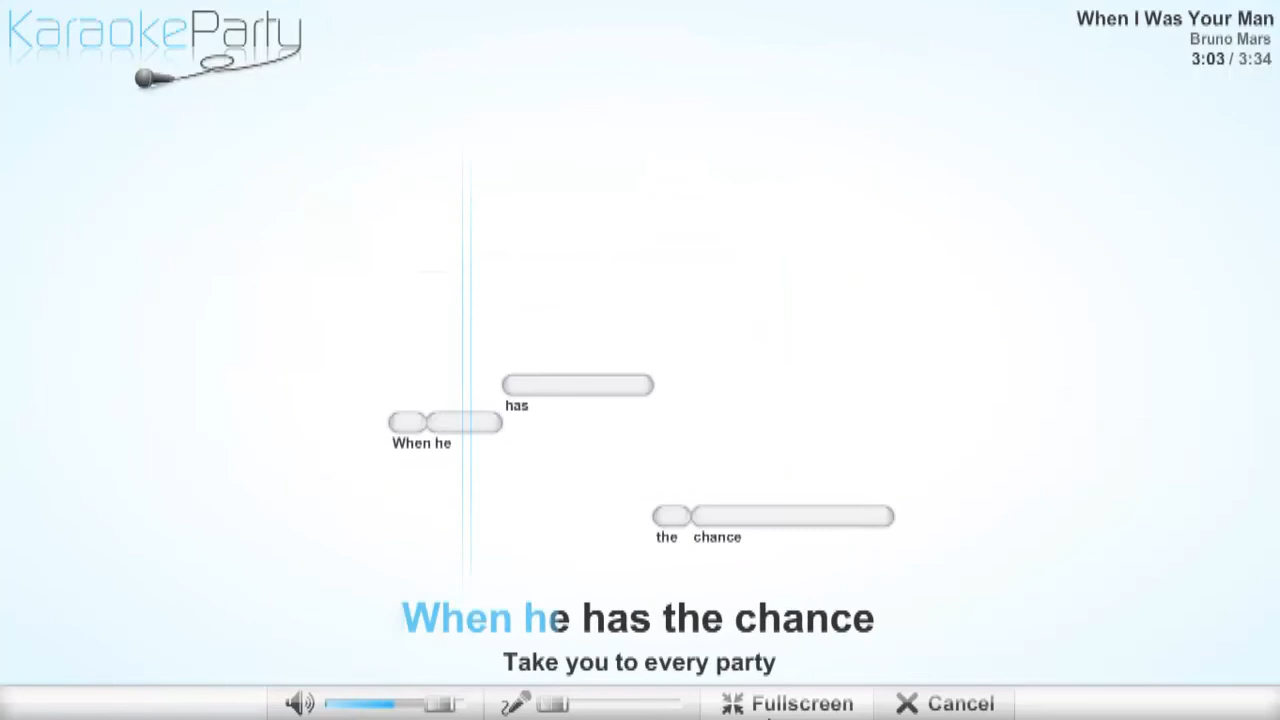 KaraokeParty
When I Was Your Man
Bruno Mars
3:03 / 3:34
has
When he
the chance
When he has the chance
Take you to every party
Fullscreen
Cancel